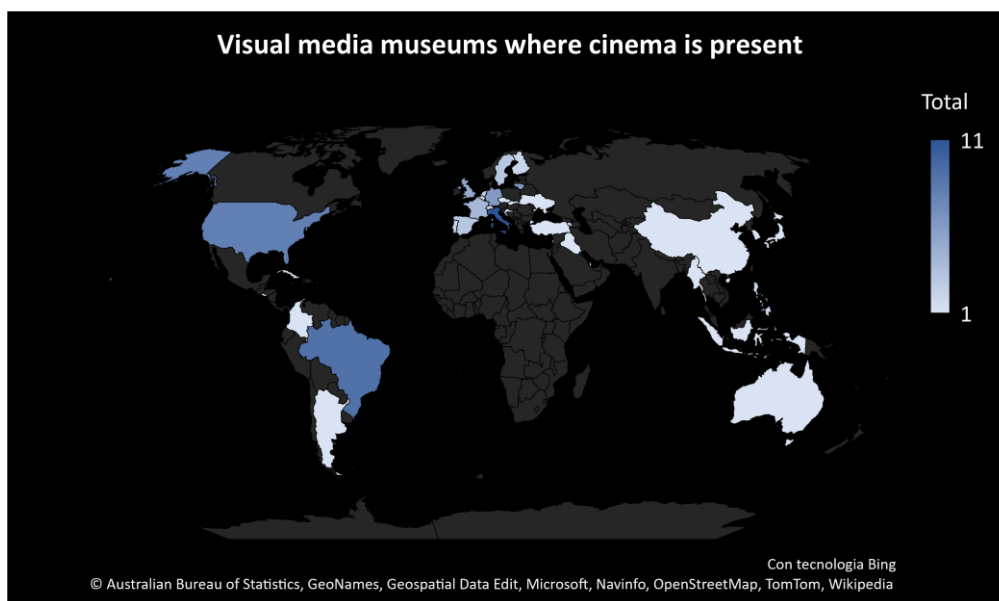 Visual media museums where cinema is present
Total
11
1
Con tecnologia Bing
© Australian Bureau of Statistics, GeoNames, Geospatial Data Edit, Microsoft, Navinfo, OpenStreetMap, TomTom, Wikipedia